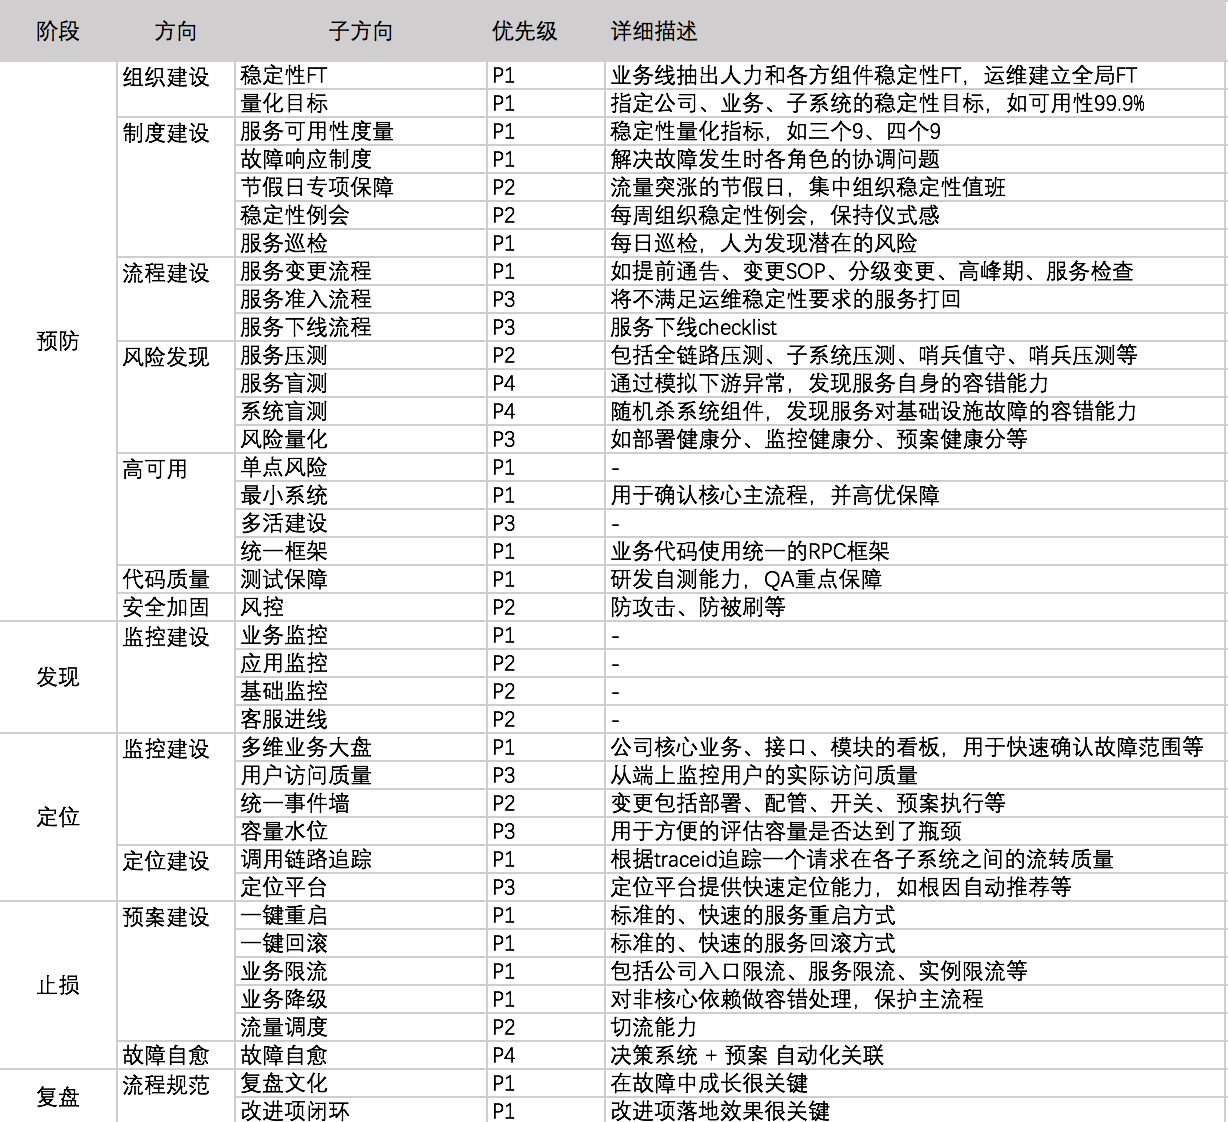 阶段 方向 子方向 优先级 详细描述
组织建设 稳定性FT P1 业务线抽出人力和各方组件稳定性FT，运维建立全局FT
量化目标 P1 指定公司、业务、子系统的稳定性目标，如可用性99.9%
制度建设 服务可用性度量 P1 稳定性量化指标，如三个9、四个9
故障响应制度 P1 解决故障发生时各角色的协调问题
节假日专项保障 P2 流量突涨的节假日，集中组织稳定性值班
稳定性例会 P2 每周组织稳定性例会，保持仪式感
服务巡检 P1 每日巡检，人为发现潜在的风险
流程建设 服务变更流程 P1 如提前通告、变更SOP、分级变更、高峰期、服务检查
服务准入流程 P3 将不满足运维稳定性要求的服务打回
服务下线流程 P3 服务下线checklist
预防
风险发现 服务压测 P2 包括全链路压测、子系统压测、哨兵值守、哨兵压测等
服务盲测 P4 通过模拟下游异常，发现服务自身的容错能力
系统盲测 P4 随机杀系统组件，发现服务对基础设施故障的容错能力
风险量化 P3 如部署健康分、监控健康分、预案健康分等
高可用 单点风险 P1 -
最小系统 P1 用于确认核心主流程，并高优保障
多活建设 P3 -
统一框架 P1 业务代码使用统一的RPC框架
代码质量 测试保障 P1 研发自测能力，QA重点保障
安全加固 风控 P2 防攻击、防被刷等
监控建设 业务监控 P1 -
应用监控 P2 -
发现
基础监控 P2 -
客服进线 P2 -
监控建设 多维业务大盘 P1 公司核心业务、接口、模块的看板，用于快速确认故障范围等
用户访问质量 P3 从端上监控用户的实际访问质量
统一事件墙 P2 变更包括部署、配管、开关、预案执行等
定位
容量水位 P3 用于方便的评估容量是否达到了瓶颈
定位建设 调用链路追踪 P1 根据traceid追踪一个请求在各子系统之间的流转质量
定位平台 P3 定位平台提供快速定位能力，如根因自动推荐等
预案建设 一键重启 P1 标准的、快速的服务重启方式
一键回滚 P1 标准的、快速的服务回滚方式
业务限流 P1 包括公司入口限流、服务限流、实例限流等
止损
业务降级 P1 对非核心依赖做容错处理，保护主流程
流量调度 P2 切流能力
故障自愈 故障自愈 P4 决策系统 + 预案 自动化关联
流程规范 复盘文化 P1 在故障中成长很关键
复盘
改进项闭环 P1 改进项落地效果很关键